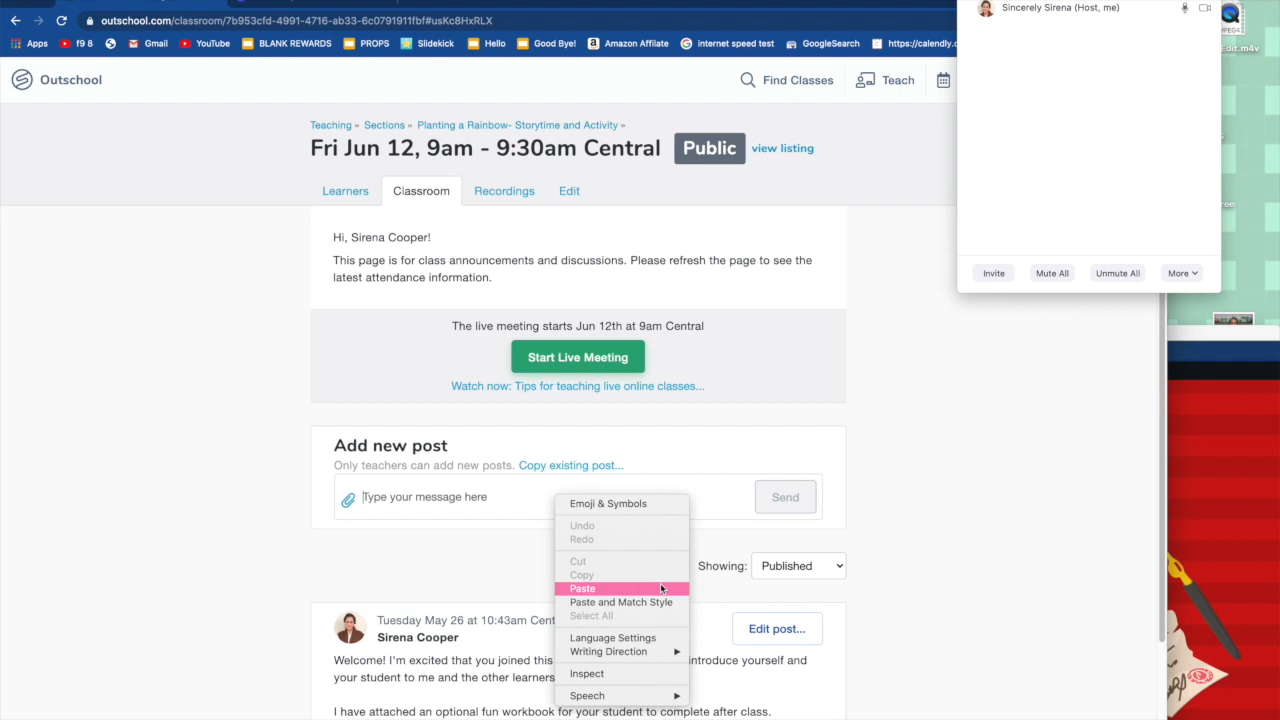 outschool.com/classroom/7b953cfd-4991-4716-ab33-6c0791911fbf#usKc8HxRLX
Apps f9 8 Gmail YouTube BLANK REWARDS PROPS Slidekick Hello Good Bye! Amazon Affilate internet speed test GoogleSearch https://calendly.c
Sincerely Sirena (Host, me)
Edit.m4v
Outschool Find Classes Teach
Teaching » Sections » Planting a Rainbow- Storytime and Activity »
Fri Jun 12, 9am - 9:30am Central Public view listing
Learners Classroom Recordings Edit
Hi, Sirena Cooper!
This page is for class announcements and discussions. Please refresh the page to see the
latest attendance information.
Invite Mute All Unmute All More
The live meeting starts Jun 12th at 9am Central
Start Live Meeting
Watch now: Tips for teaching live online classes...
Add new post
Only teachers can add new posts. Copy existing post...
Type your message here Send
Emoji & Symbols
Undo
Redo
Cut
Copy
Paste
Paste and Match Style
Select All
Language Settings
Writing Direction
Inspect
Speech
Showing: Published
Tuesday May 26 at 10:43am Cent
Sirena Cooper
Edit post...
Welcome! I'm excited that you joined this introduce yourself and
your student to me and the other learners
I have attached an optional fun workbook for your student to complete after class.